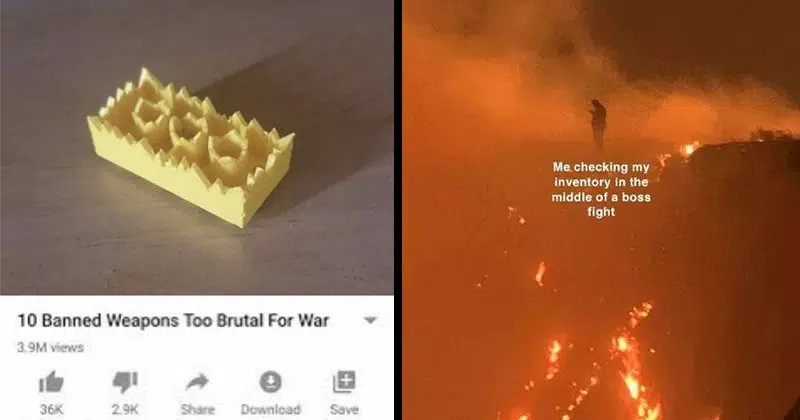 10 Banned Weapons Too Brutal For War
3.9M views
36K
2.9K
Share
Download
Save
Me checking my
inventory in the
middle of a boss
fight